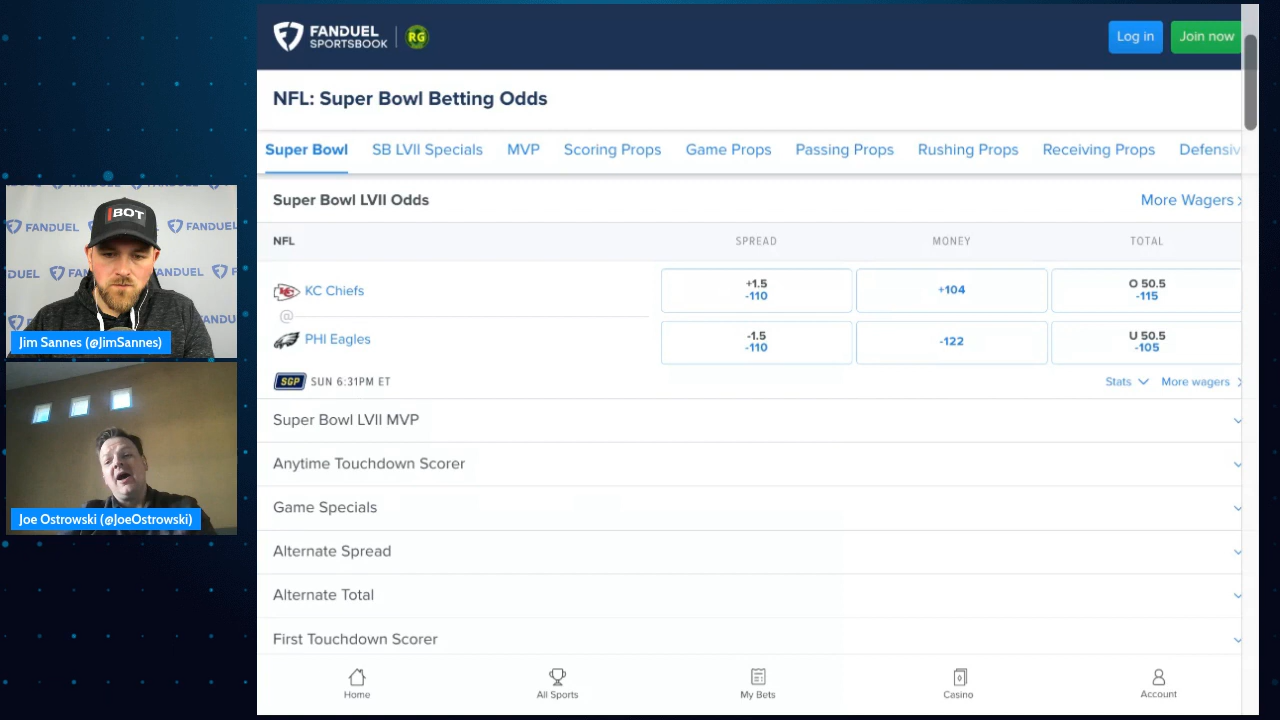 FANDUEL
SPORTSBOOK
RG
Log in
Join now
NFL: Super Bowl Betting Odds
Super Bowl
SB LVII Specials
MVP
Scoring Props
Game Props
Passing Props
Rushing Props
Receiving Props
Defensiv
Super Bowl LVII Odds
More Wagers
NFL
SPREAD
MONEY
TOTAL
KC Chiefs
+1.5
-110
+104
O 50.5
-115
@
PHI Eagles
-1.5
-110
-122
U 50.5
-105
SGP SUN 6:31PM ET
Stats
More wagers
Super Bowl LVII MVP
Anytime Touchdown Scorer
Game Specials
Alternate Spread
Alternate Total
First Touchdown Scorer
Home
All Sports
My Bets
Casino
Account
BOT
FANDUEL
FANDUEL
DUEL
FANDUEL
Jim Sannes (@JimSannes)
Joe Ostrowski (@JoeOstrowski)